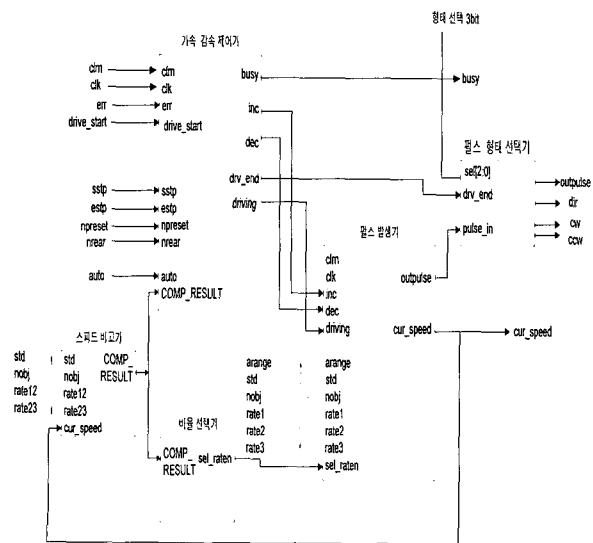 형태 선택 3bit
가속 감속 제어기
clrn clrn
clk clk
err err
drive_start drive_start
busy busy
inc
dec
펄스 형태 선택기
sel[2:0]
drv_end drv_end
outpulse
dir
cw
ccw
sstp sstp
estp estp
npreset npreset
nrear nrear
driving
펄스 발생기
pulse_in
auto auto
COMP_RESULT
clrn
clk
inc
dec
driving
outpulse
cur_speed cur_speed
스피드 비교기
std std
nobj nobj
rate12 rate12
rate23 rate23
cur_speed
COMP_
RESULT
비율 선택기
COMP_
RESULT
sel_raten
arange arange
std std
nobj nobj
rate1 rate1
rate2 rate2
rate3 rate3
sel_raten